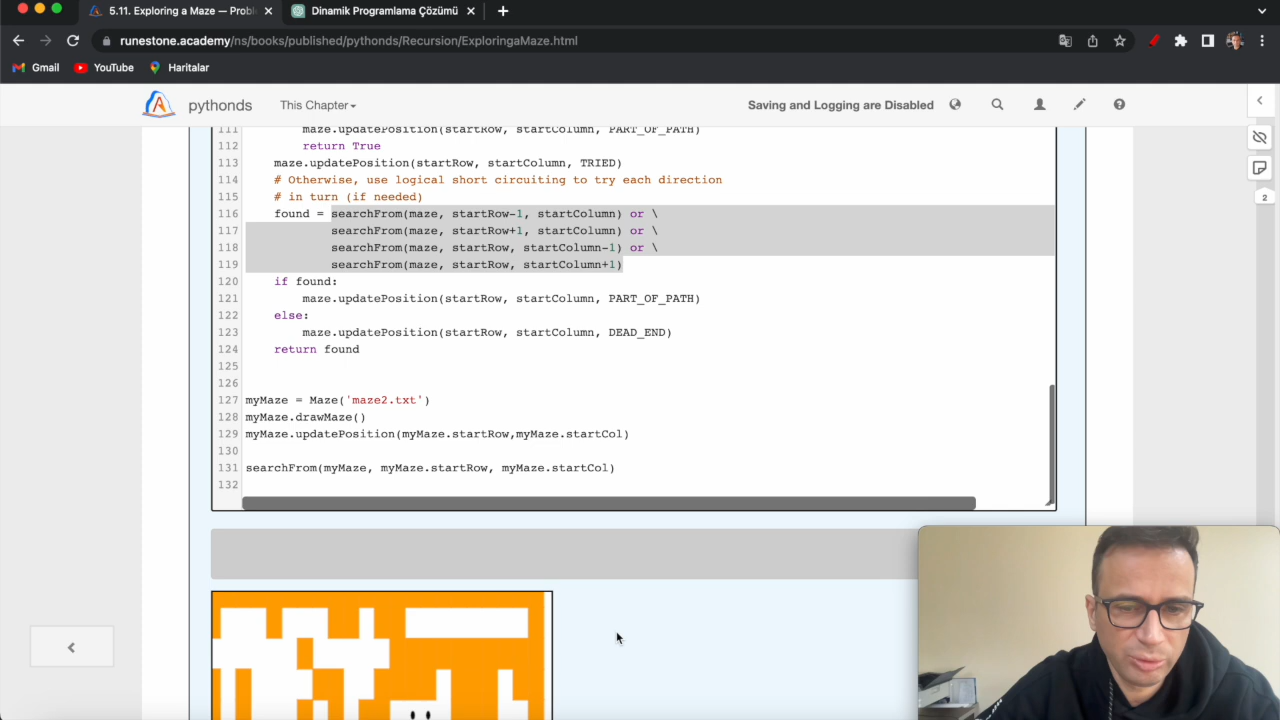 5.11. Exploring a Maze — Probl
Dinamik Programlama Çözümü
runestone.academy/ns/books/published/pythonds/Recursion/ExploringaMaze.html
Gmail
YouTube
Haritalar
pythonds
This Chapter
Saving and Logging are Disabled
111 maze.updatePosition(startRow, startColumn, PART_OF_PATH)
112 return True
113 maze.updatePosition(startRow, startColumn, TRIED)
114 # Otherwise, use logical short circuiting to try each direction
115 # in turn (if needed)
116 found = searchFrom(maze, startRow-1, startColumn) or \
117 searchFrom(maze, startRow+1, startColumn) or \
118 searchFrom(maze, startRow, startColumn-1) or \
119 searchFrom(maze, startRow, startColumn+1)
120 if found:
121 maze.updatePosition(startRow, startColumn, PART_OF_PATH)
122 else:
123 maze.updatePosition(startRow, startColumn, DEAD_END)
124 return found
125
126
127 myMaze = Maze('maze2.txt')
128 myMaze.drawMaze()
129 myMaze.updatePosition(myMaze.startRow,myMaze.startCol)
130
131 searchFrom(myMaze, myMaze.startRow, myMaze.startCol)
132
2